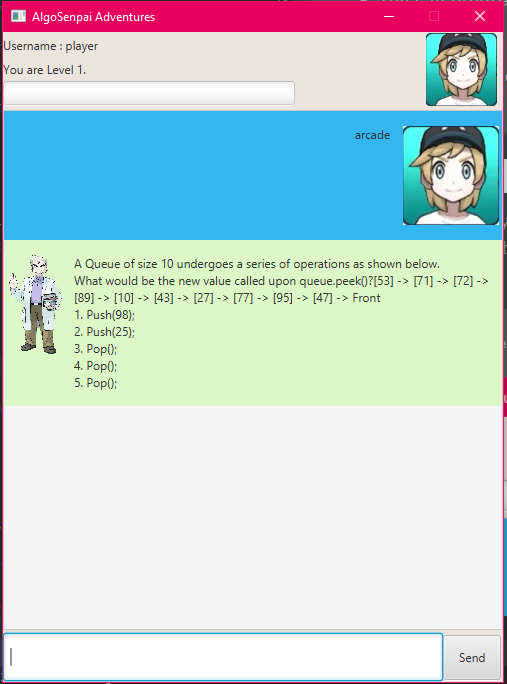 AlgoSenpai Adventures
Username : player
You are Level 1.
arcade
A Queue of size 10 undergoes a series of operations as shown below.
What would be the new value called upon queue.peek()?[53] -> [71] -> [72] ->
[89] -> [10] -> [43] -> [27] -> [77] -> [95] -> [47] -> Front
1. Push(98);
2. Push(25);
3. Pop();
4. Pop();
5. Pop();
Send